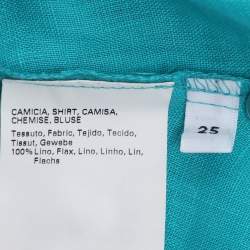 CAMICIA, SHIRT, CAMISA,
CHEMISE, BLUSE
Tessuto, Fabric, Tejido, Tecido,
Tissut, Gewebe
100% Lino, Flax, Lino, Linho, Lin,
Flachs
25